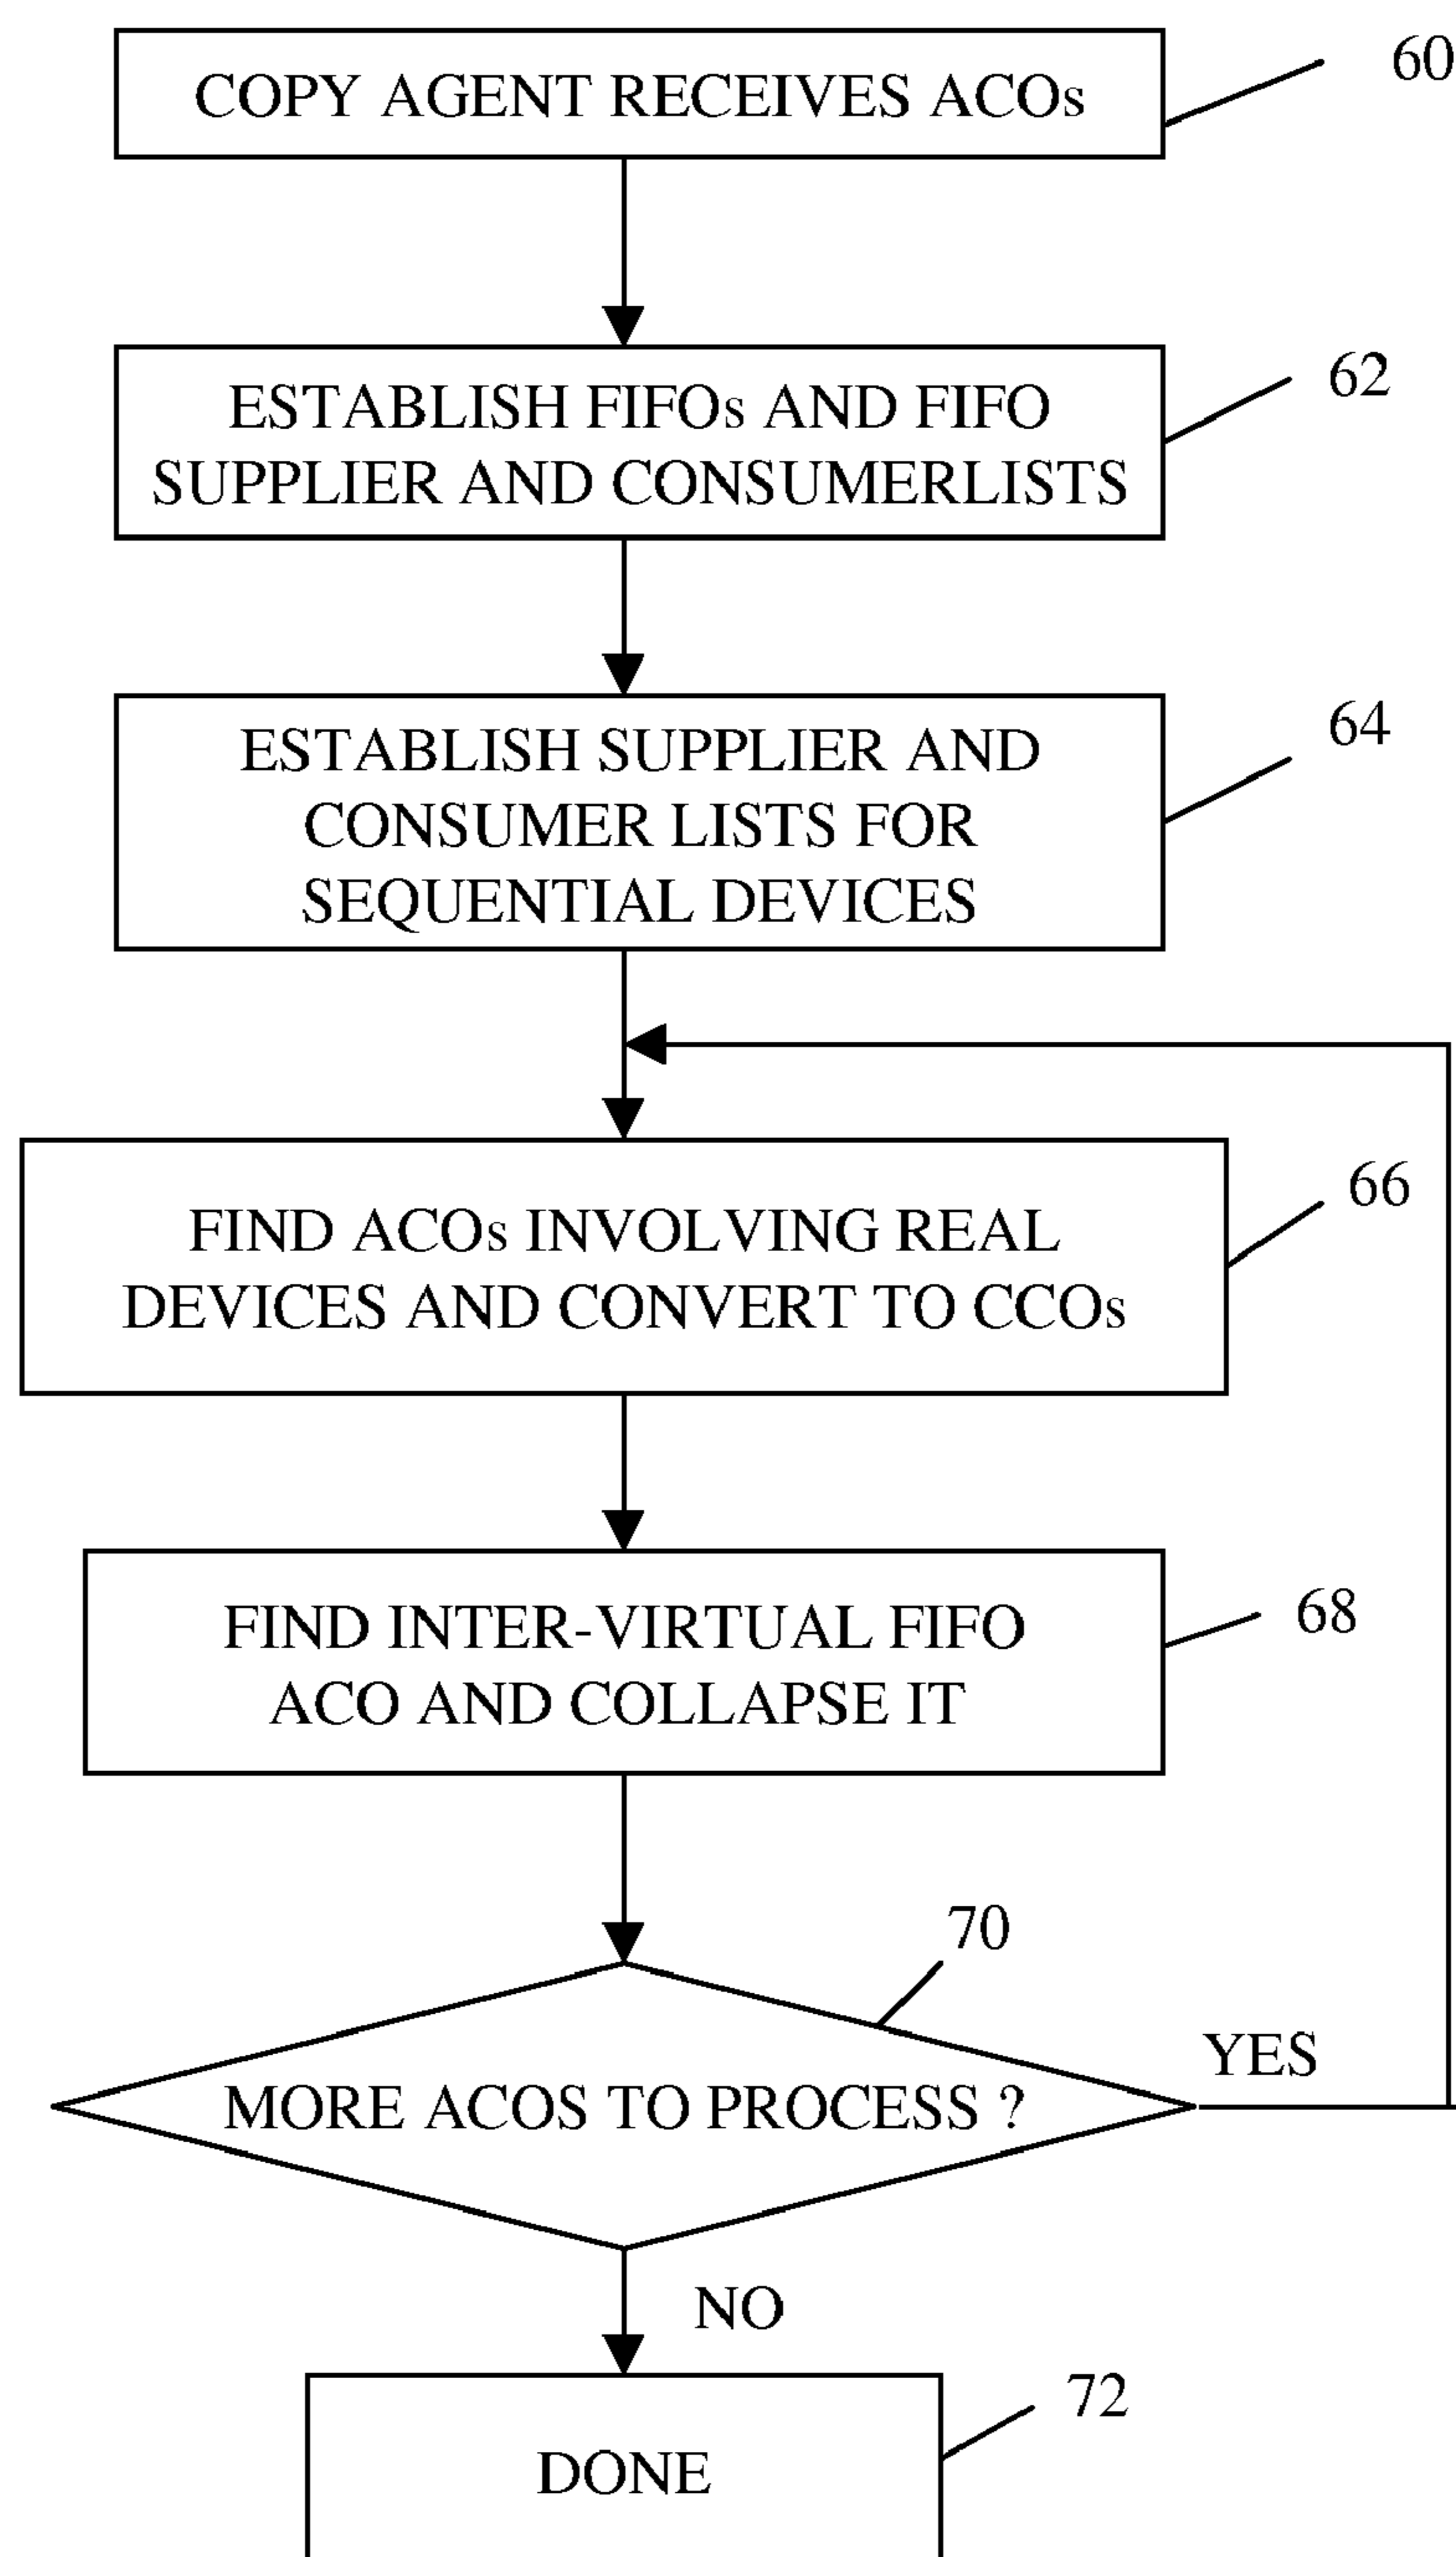 COPY AGENT RECEIVES ACOs
60
ESTABLISH FIFOs AND FIFO
SUPPLIER AND CONSUMERLISTS
62
ESTABLISH SUPPLIER AND
CONSUMER LISTS FOR
SEQUENTIAL DEVICES
64
FIND ACOs INVOLVING REAL
DEVICES AND CONVERT TO CCOs
66
FIND INTER-VIRTUAL FIFO
ACO AND COLLAPSE IT
68
70
MORE ACOS TO PROCESS ?
YES
NO
72
DONE